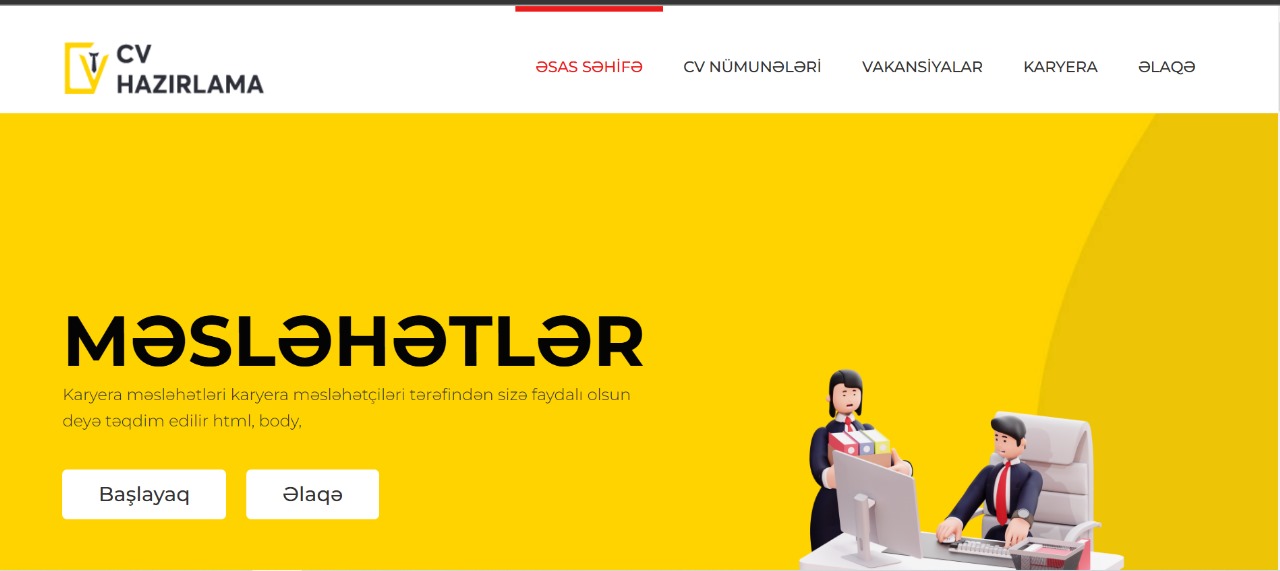 CV
HAZIRLAMA
ƏSAS SƏHİFƏ CV NÜMUNƏLƏRİ VAKANSİYALAR KARYERA ƏLAQƏ
MƏSLƏHƏTLƏR
Karyera məsləhətləri karyera məsləhətçiləri tərəfindən sizə faydalı olsun
deyə təqdim edilir html, body,
Başlayaq Əlaqə